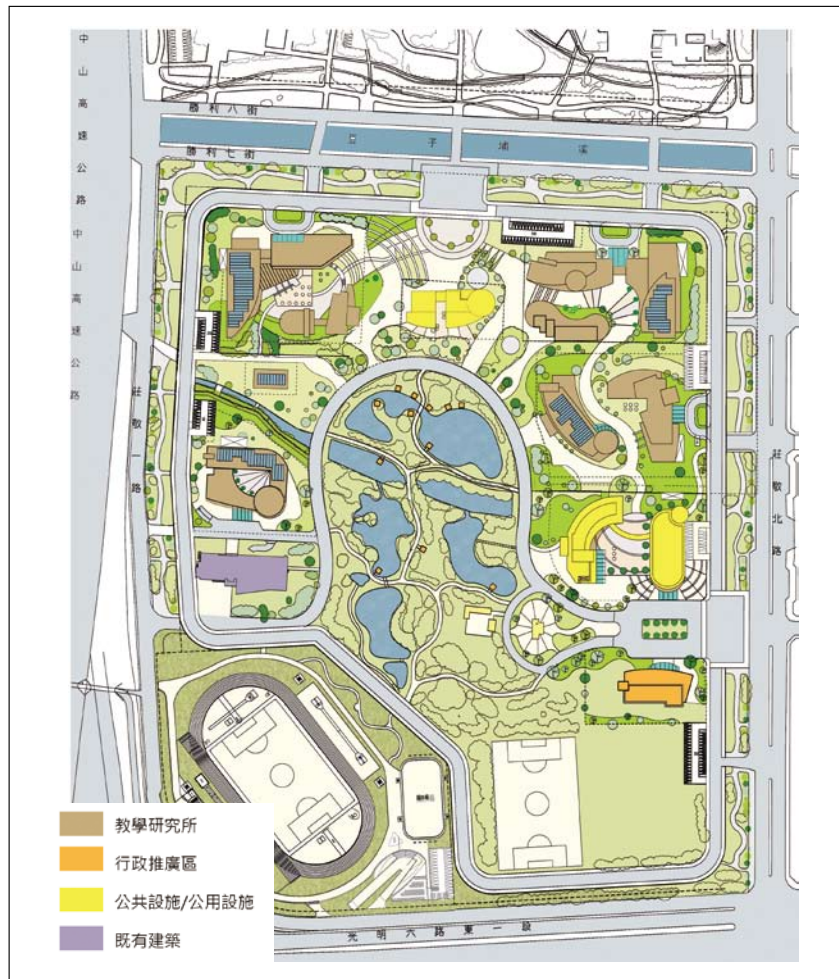 中山高速公路
中山高速公路
勝利八街
豆子埔溪
勝利七街
莊敬一路
莊敬北路
光明六路東一段
教學研究所
行政推廣區
公共設施/公用設施
既有建築